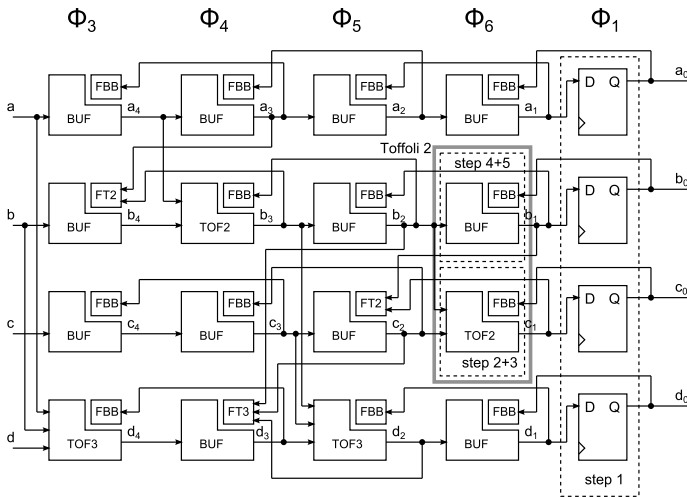 Φ3 Φ4 Φ5 Φ6 Φ1
FBB FBB FBB FBB D Q a0
a BUF a4 BUF a3 BUF a2 BUF a1
Toffoli 2 step 4+5
FT2 FBB FBB FBB D Q b0
b BUF b4 TOF2 b3 BUF b2 BUF b1
FBB FBB FT2 FBB D Q c0
c BUF c4 BUF c3 BUF c2 TOF2 c1
step 2+3
FBB FT3 FBB FBB D Q d0
d TOF3 d4 BUF d3 TOF3 d2 BUF d1
step 1